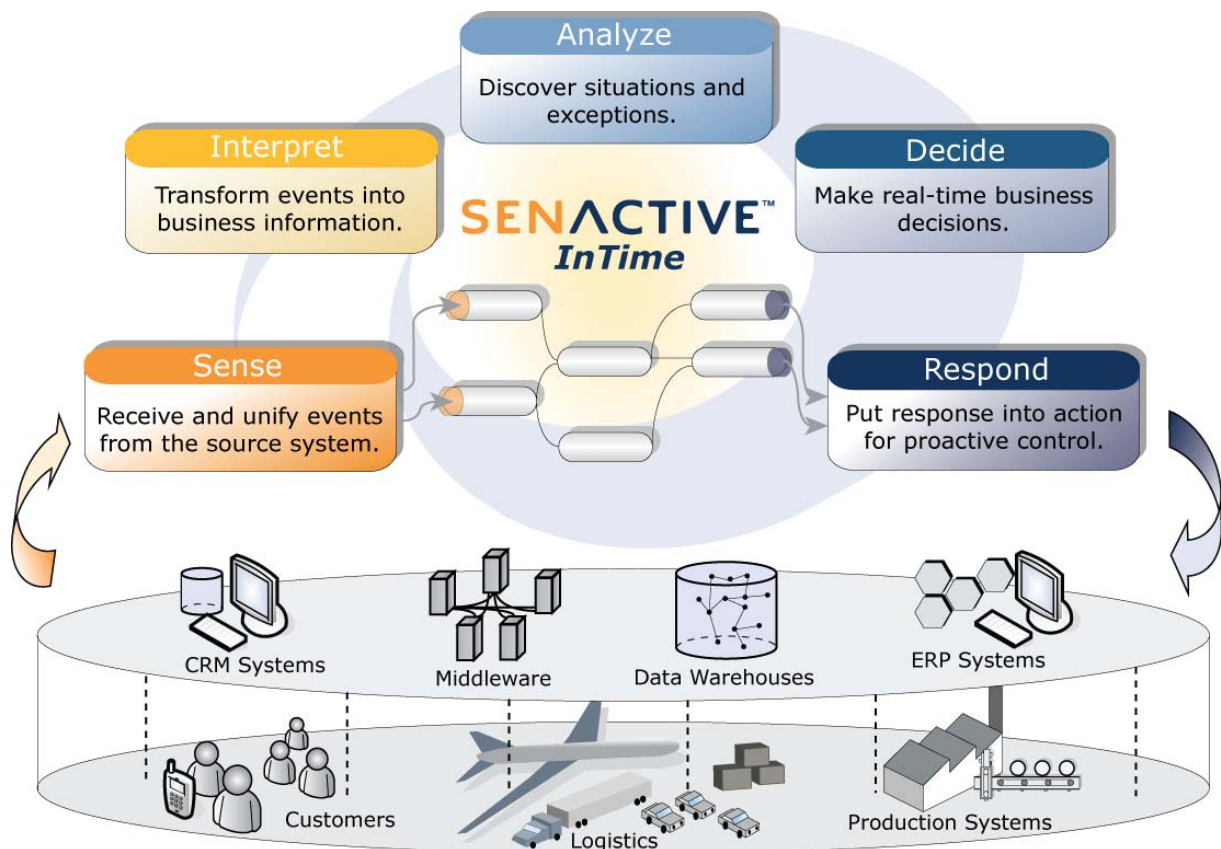 Analyze
Discover situations and
exceptions.
Interpret
Transform events into
business information.
Decide
Make real-time business
decisions.
SENACTIVE™
InTime
Sense
Receive and unify events
from the source system.
Respond
Put response into action
for proactive control.
CRM Systems
Middleware
Data Warehouses
ERP Systems
Customers
Logistics
Production Systems